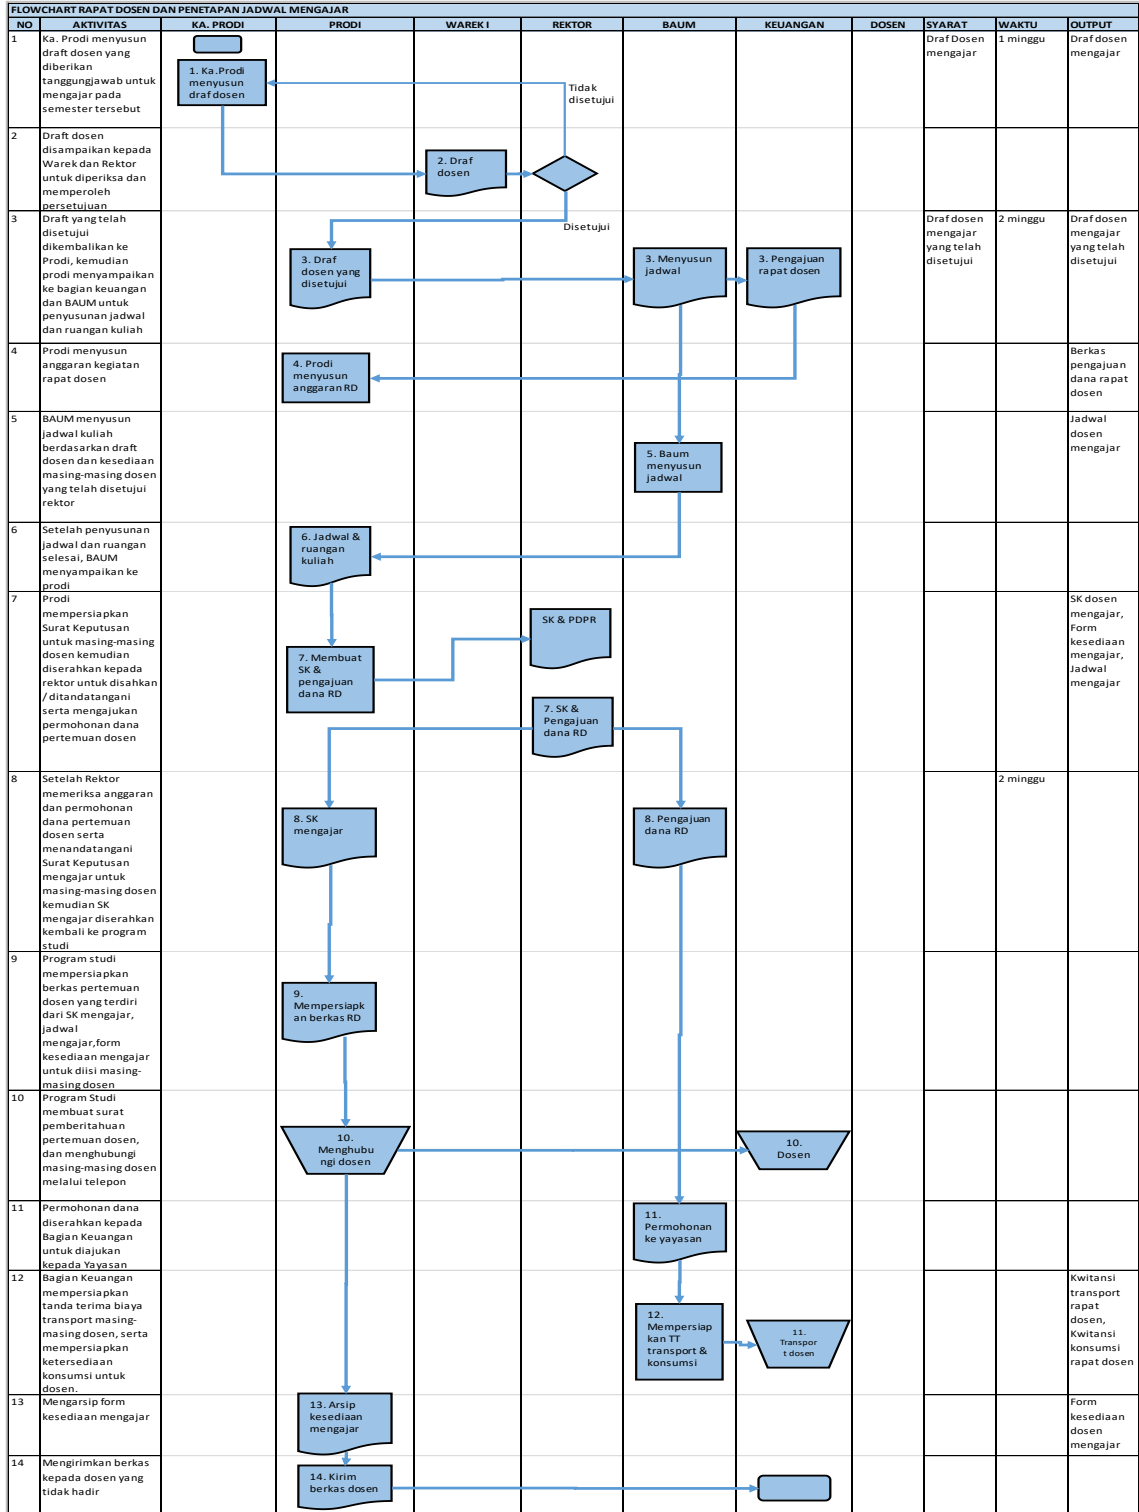 FLOWCHART RAPAT DOSEN DAN PENETAPAN JADWAL MENGAJAR
NO AKTIVITAS KA. PRODI PRODI WAREK I REKTOR BAUM KEUANGAN DOSEN SYARAT WAKTU OUTPUT
1
Ka. Prodi menyusun
draft dosen yang
diberikan
tanggungjawab untuk
mengajar pada
semester tersebut
1. Ka.Prodi
menyusun
draf dosen
Tidak
disetujui
Draf Dosen
mengajar
1 minggu
Draf dosen
mengajar
2
Draft dosen
disampaikan kepada
Warek dan Rektor
untuk diperiksa dan
memperoleh
persetujuan
2. Draf
dosen
3
Draft yang telah
disetujui
dikembalikan ke
Prodi, kemudian
prodi menyampaikan
ke bagian keuangan
dan BAUM untuk
penyusunan jadwal
dan ruangan kuliah
Disetujui
3. Draf
dosen yang
disetujui
3. Menyusun
jadwal
3. Pengajuan
rapat dosen
Draf dosen
mengajar
yang telah
disetujui
2 minggu
Draf dosen
mengajar
yang telah
disetujui
4
Prodi menyusun
anggaran kegiatan
rapat dosen
4. Prodi
menyusun
anggaran RD
Berkas
pengajuan
dana rapat
dosen
5
BAUM menyusun
jadwal kuliah
berdasarkan draft
dosen dan kesediaan
masing-masing dosen
yang telah disetujui
rektor
5. Baum
menyusun
jadwal
Jadwal
dosen
mengajar
6
Setelah penyusunan
jadwal dan ruangan
selesai, BAUM
menyampaikan ke
prodi
6. Jadwal &
ruangan
kuliah
7
Prodi
mempersiapkan
Surat Keputusan
untuk masing-masing
dosen kemudian
diserahkan kepada
rektor untuk disahkan
/ ditandatangani
serta mengajukan
permohonan dana
pertemuan dosen
7. Membuat
SK &
pengajuan
dana RD
SK & PDPR
7. SK &
Pengajuan
dana RD
SK dosen
mengajar,
Form
kesediaan
mengajar,
Jadwal
mengajar
8
Setelah Rektor
memeriksa anggaran
dan permohonan
dana pertemuan
dosen serta
menandatangani
Surat Keputusan
mengajar untuk
masing-masing dosen
kemudian SK
mengajar diserahkan
kembali ke program
studi
8. SK
mengajar
8. Pengajuan
dana RD
2 minggu
9
Program studi
mempersiapkan
berkas pertemuan
dosen yang terdiri
dari SK mengajar,
jadwal
mengajar,form
kesediaan mengajar
untuk diisi masing-
masing dosen
9.
Mempersiapk
an berkas RD
10
Program Studi
membuat surat
pemberitahuan
pertemuan dosen,
dan menghubungi
masing-masing dosen
melalui telepon
10.
Menghubu
ngi dosen
10.
Dosen
11
Permohonan dana
diserahkan kepada
Bagian Keuangan
untuk diajukan
kepada Yayasan
11.
Permohonan
ke yayasan
12
Bagian Keuangan
mempersiapkan
tanda terima biaya
transport masing-
masing dosen, serta
mempersiapkan
ketersediaan
konsumsi untuk
dosen.
12.
Mempersiap
kan TT
transport &
konsumsi
11.
Transpor
t dosen
Kwitansi
transport
rapat
dosen,
Kwitansi
konsumsi
rapat dosen
13
Mengarsip form
kesediaan mengajar
13. Arsip
kesediaan
mengajar
Form
kesediaan
dosen
mengajar
14
Mengirimkan berkas
kepada dosen yang
tidak hadir
14. Kirim
berkas dosen